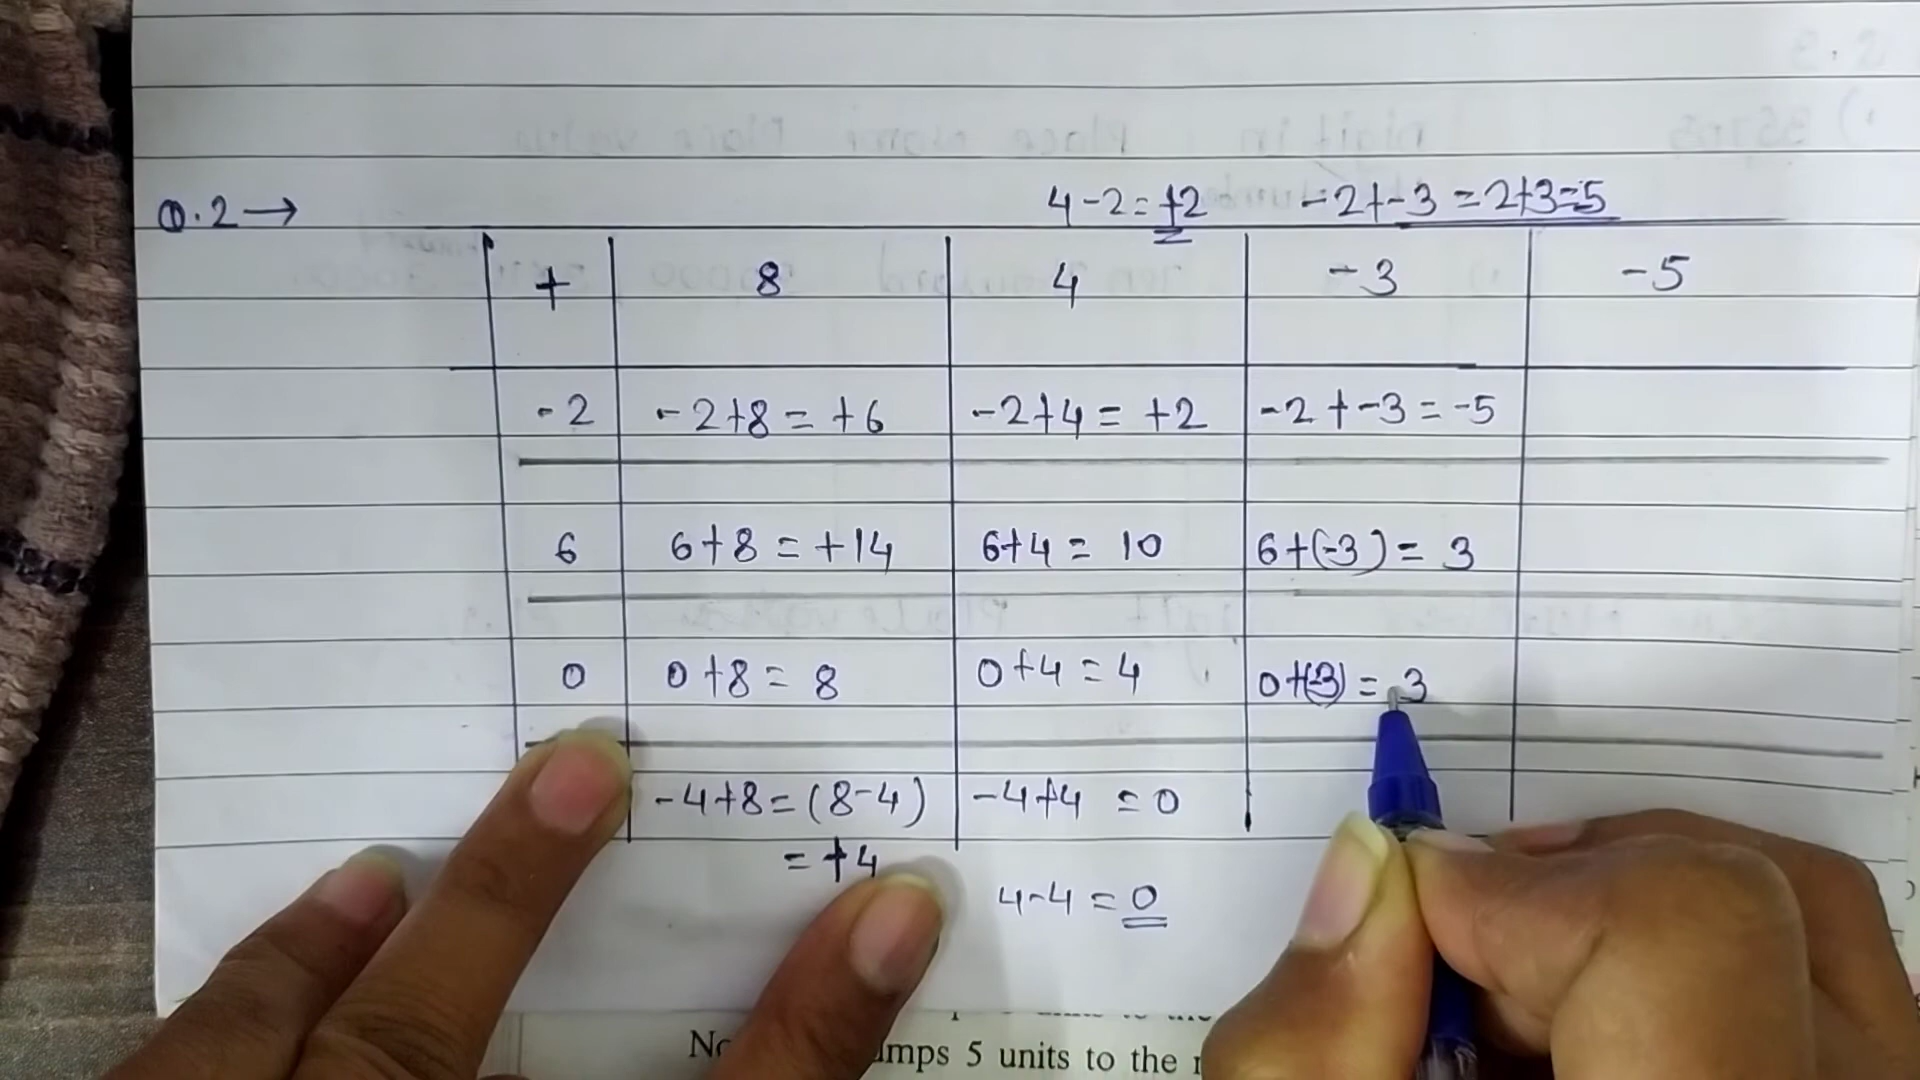 Q.2→
4-2=+2 -2+-3=2+3=5
+ 8 4 -3 -5
-2 -2+8=+6 -2+4=+2 -2+-3=-5
6 6+8=+14 6+4=10 6+(-3)=3
0 0+8=8 0+4=4 0+(-3)=3
-4+8=(8-4) -4+4=0
=+4
4-4=0
5 units to the